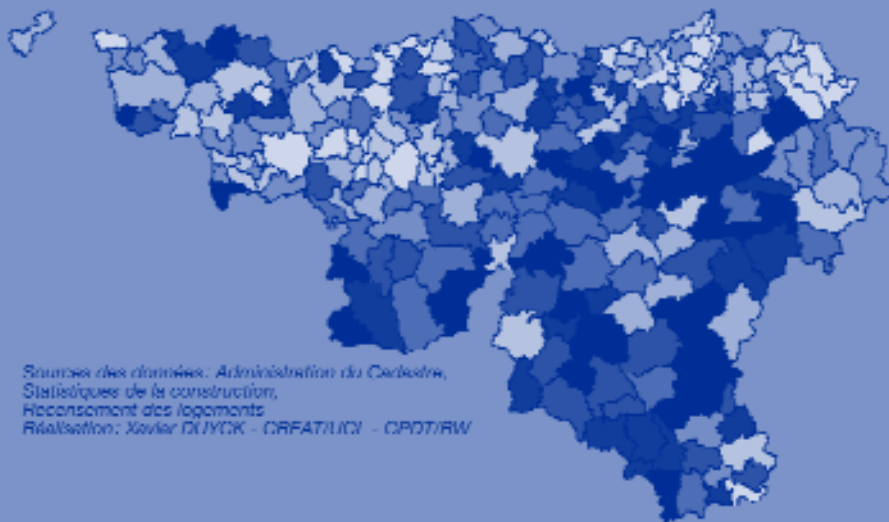 Sources des données: Administration du Cadastre,
Statistiques de la construction,
Recensement des logements
Réalisation: Xavier DUYCK - CREAT/UCL - CPDT/RW